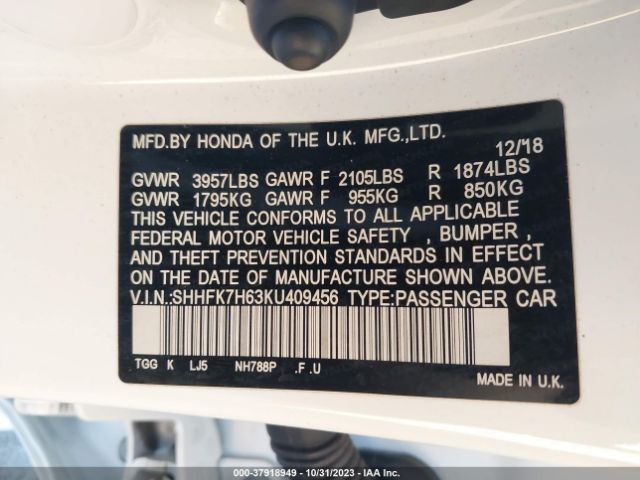 MFD.BY HONDA OF THE U.K. MFG.,LTD.
12/18
GVWR 3957LBS GAWR F 2105LBS R 1874LBS
GVWR 1795KG GAWR F 955KG R 850KG
THIS VEHICLE CONFORMS TO ALL APPLICABLE
FEDERAL MOTOR VEHICLE SAFETY , BUMPER ,
AND THEFT PREVENTION STANDARDS IN EFFECT
ON THE DATE OF MANUFACTURE SHOWN ABOVE.
V.I.N.:SHHFK7H63KU409456 TYPE:PASSENGER CAR
TGG K LJ5 NH788P .F .U
MADE IN U.K.
000-37918949 - 10/31/2023 - IAA Inc.